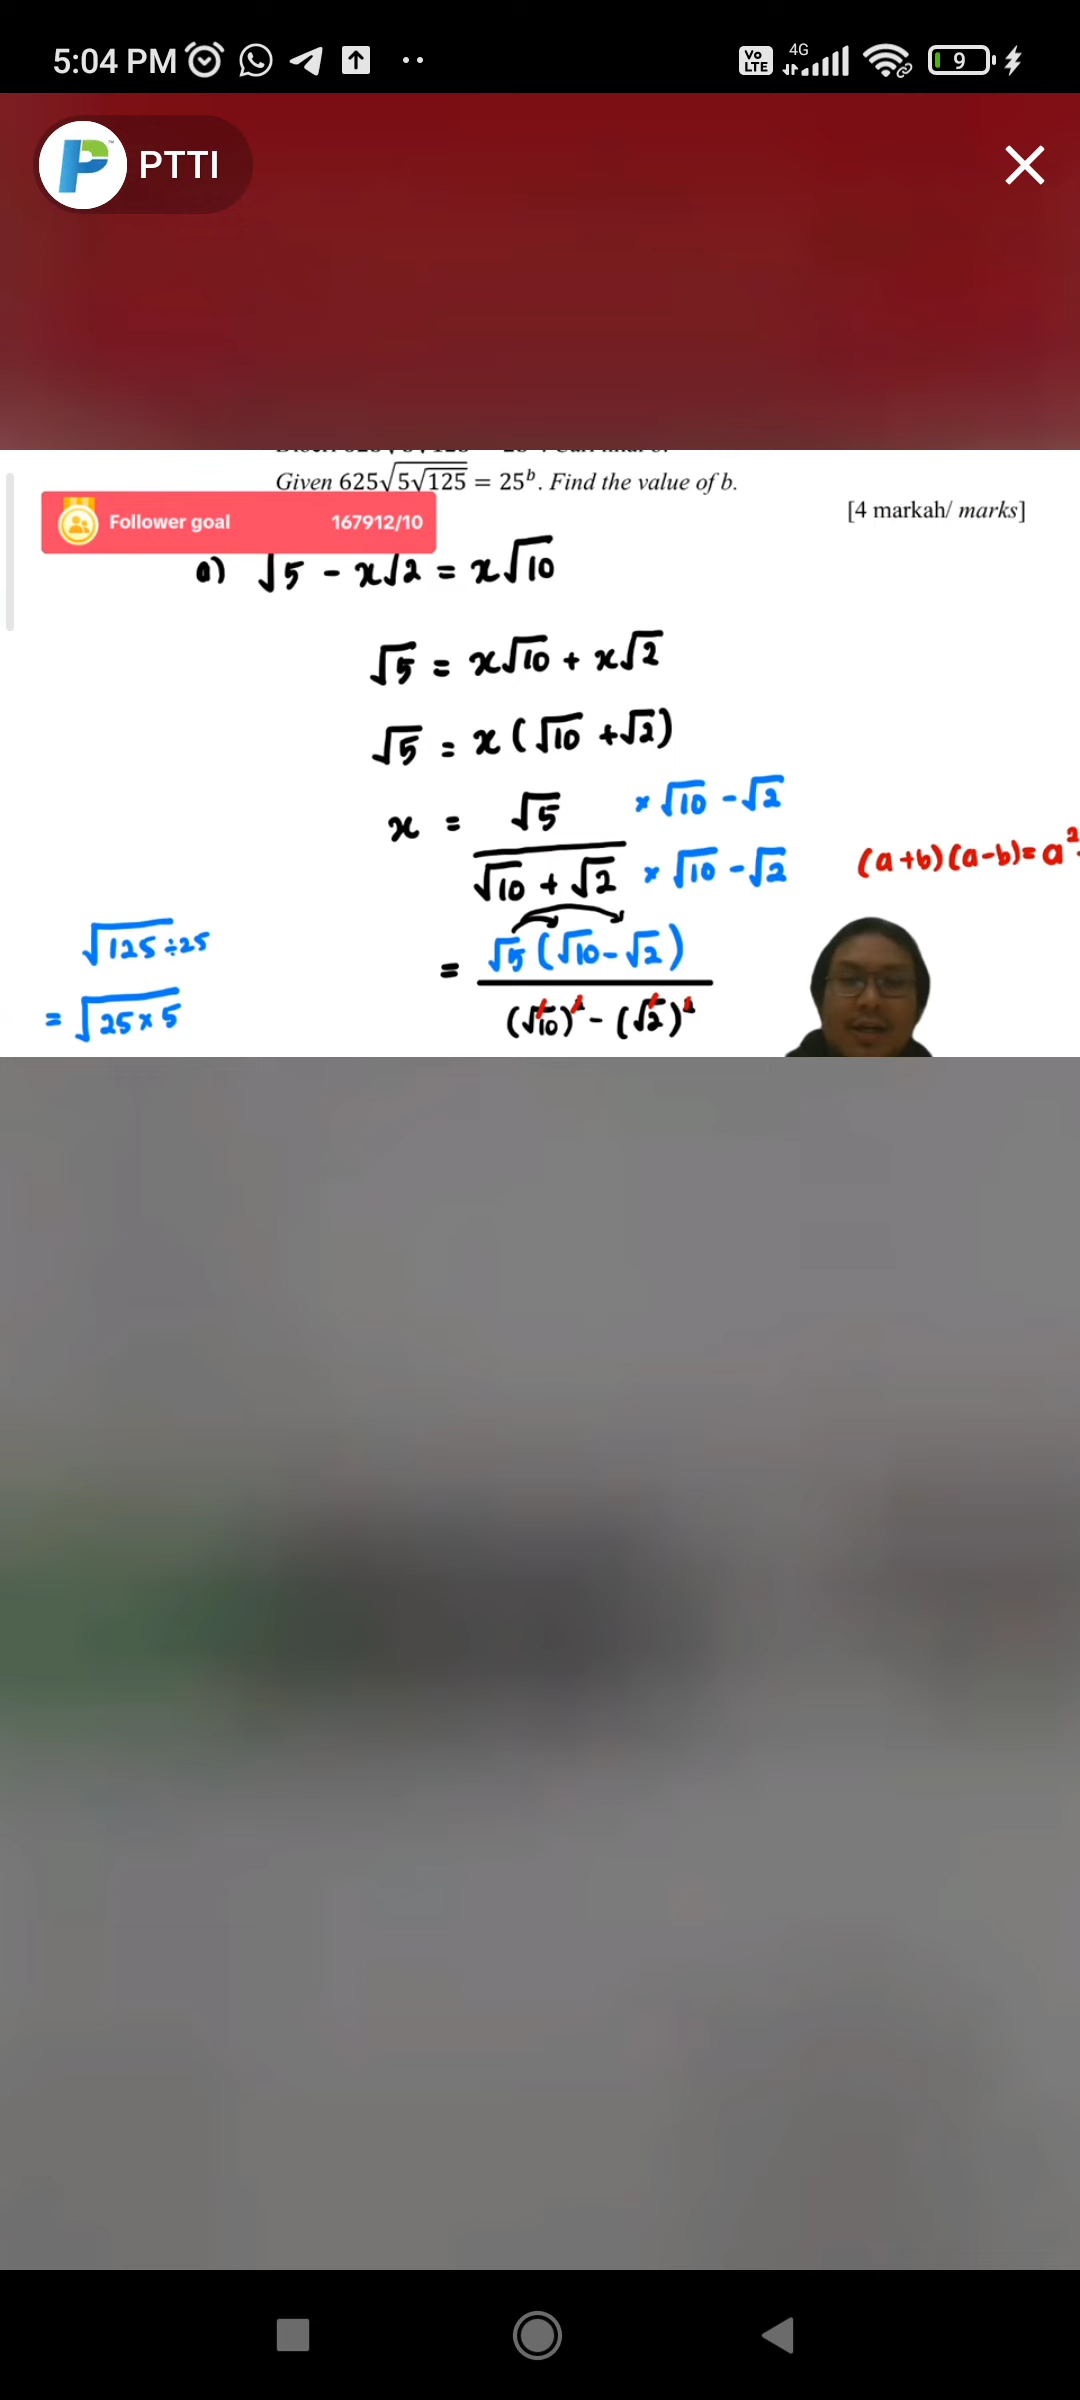 5:04 PM
Vo LTE 4G 9
PTTI
Given 625√5√125 = 25ᵇ. Find the value of b.
[4 markah/ marks]
Follower goal 167912/10
a) √5 - x√2 = x√10
√5 = x√10 + x√2
√5 = x(√10 + √2)
x = √5 × √10 - √2
√10 + √2 × √10 - √2
(a+b)(a-b)= a²
√125÷25
= √5(√10 - √2)
(√10)² - (√2)²
= √25 × 5